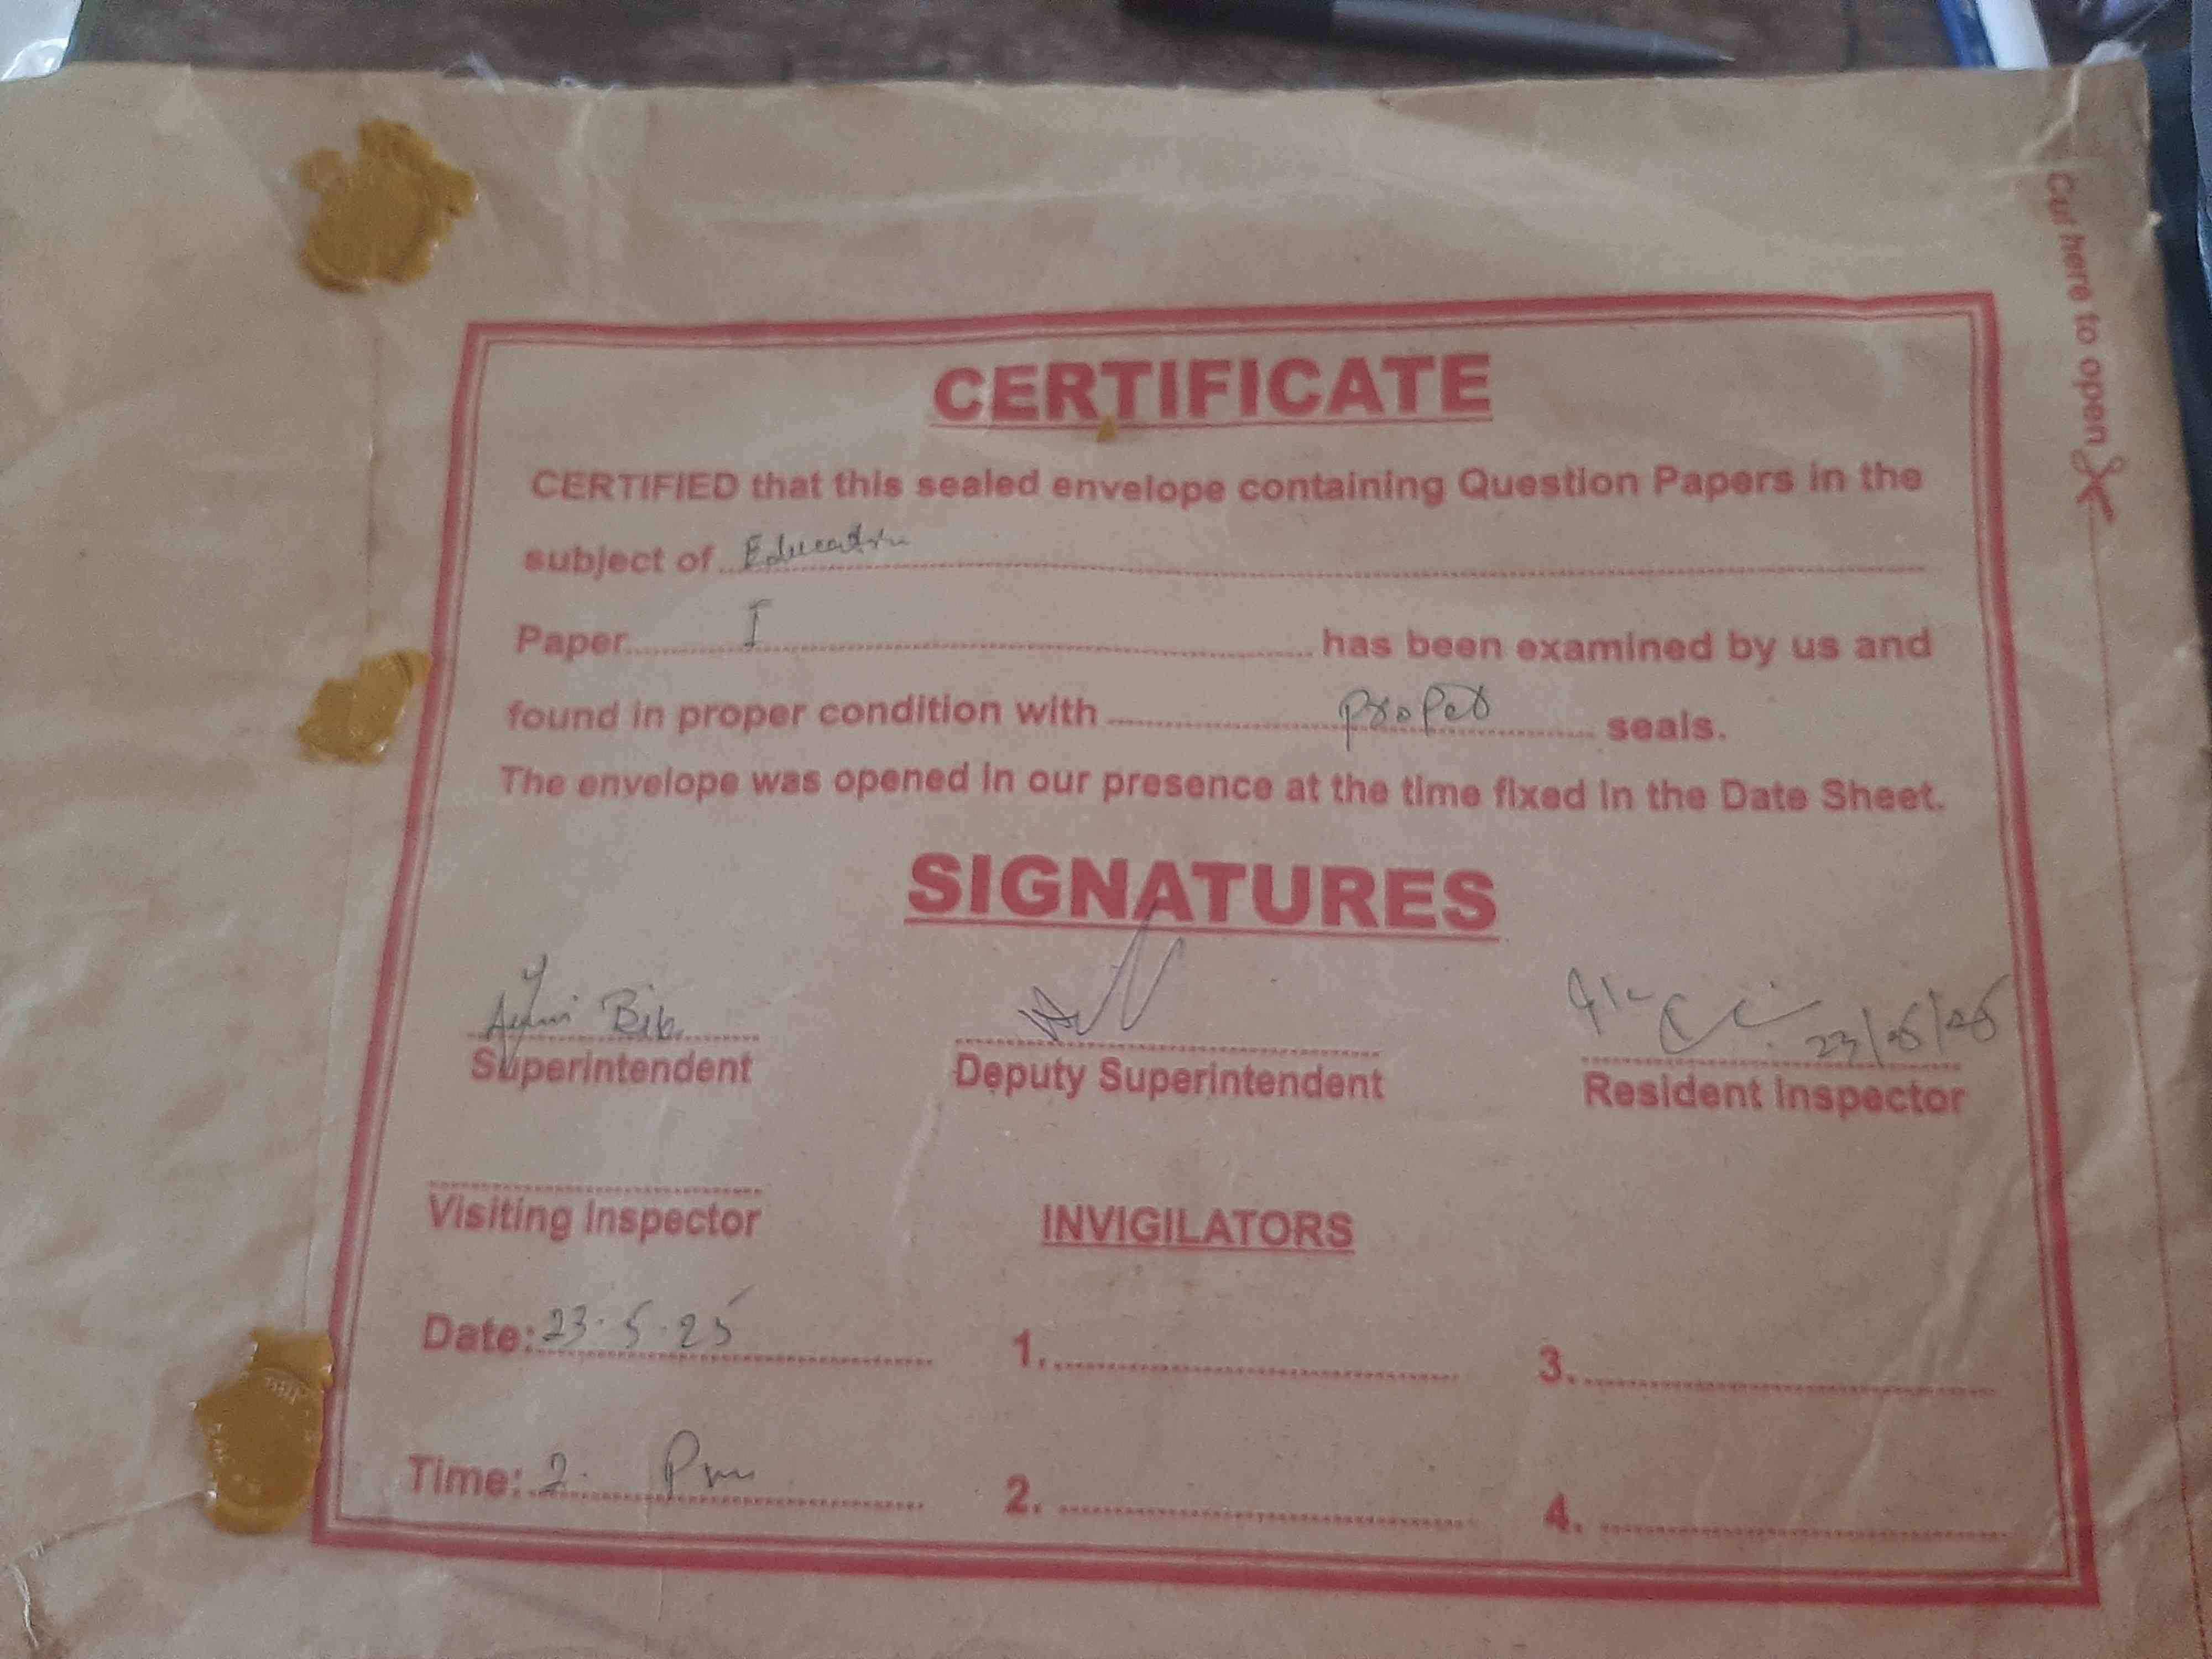 Cut here to open
CERTIFICATE
CERTIFIED that this sealed envelope containing Question Papers in the
subject of Education
Paper I has been examined by us and
found in proper condition with proper seals.
The envelope was opened in our presence at the time fixed in the Date Sheet.
SIGNATURES
Bibi 23/05/25
Superintendent Deputy Superintendent Resident Inspector
Visiting Inspector INVIGILATORS
Date: 23.5.25 1. 3.
Time: 2. Pm 2. 4.